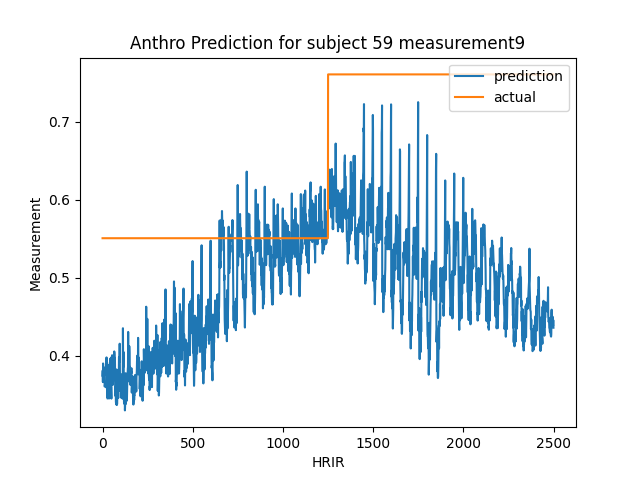 Anthro Prediction for subject 59 measurement9
prediction
actual
0.7
0.6
0.5
0.4
Measurement
0
500
1000
1500
2000
2500
HRIR